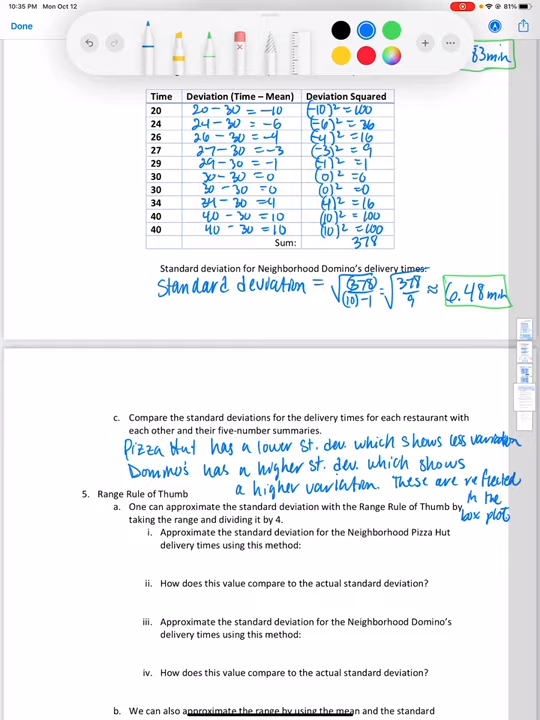 10:35 PM Mon Oct 12
81%
Done
83min
Time Deviation (Time – Mean) Deviation Squared
20 20 - 30 = -10 (-10)² = 100
24 24 - 30 = -6 (-6)² = 36
26 26 - 30 = -4 (-4)² = 16
27 27 - 30 = -3 (-3)² = 9
29 29 - 30 = -1 (-1)² = 1
30 30 - 30 = 0 (0)² = 0
30 30 - 30 = 0 (0)² = 0
34 34 - 30 = 4 (4)² = 16
40 40 - 30 = 10 (10)² = 100
40 40 - 30 = 10 (10)² = 100
Sum: 378
Standard deviation for Neighborhood Domino's delivery times:
Standard deviation = √(378)/(10)-1 = √378/9 ≈ 6.48 min
c. Compare the standard deviations for the delivery times for each restaurant with
each other and their five-number summaries.
Pizza Hut has a lower st. dev. which shows less variation
Domino's has a higher st. dev. which shows
a higher variation. These are reflected
in the
box plots
5. Range Rule of Thumb
a. One can approximate the standard deviation with the Range Rule of Thumb by
taking the range and dividing it by 4.
i. Approximate the standard deviation for the Neighborhood Pizza Hut
delivery times using this method:
ii. How does this value compare to the actual standard deviation?
iii. Approximate the standard deviation for the Neighborhood Domino's
delivery times using this method:
iv. How does this value compare to the actual standard deviation?
b. We can also approximate the range by using the mean and the standard